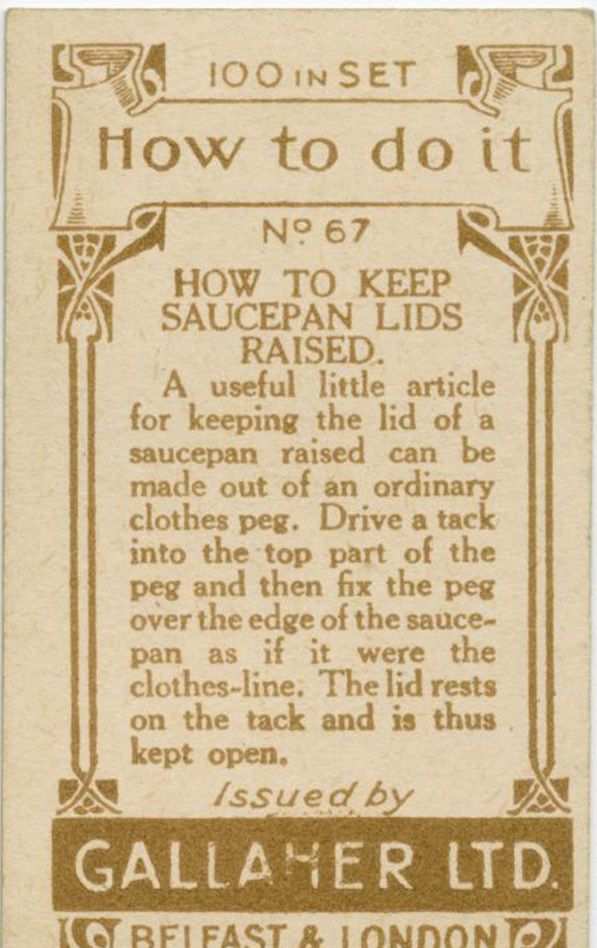 100 IN SET
How to do it
Nº 67
HOW TO KEEP
SAUCEPAN LIDS
RAISED.
A useful little article
for keeping the lid of a
saucepan raised can be
made out of an ordinary
clothes peg. Drive a tack
into the top part of the
peg and then fix the peg
over the edge of the sauce-
pan as if it were the
clothes-line. The lid rests
on the tack and is thus
kept open.
Issued by
GALLAHER LTD.
BELFAST & LONDON